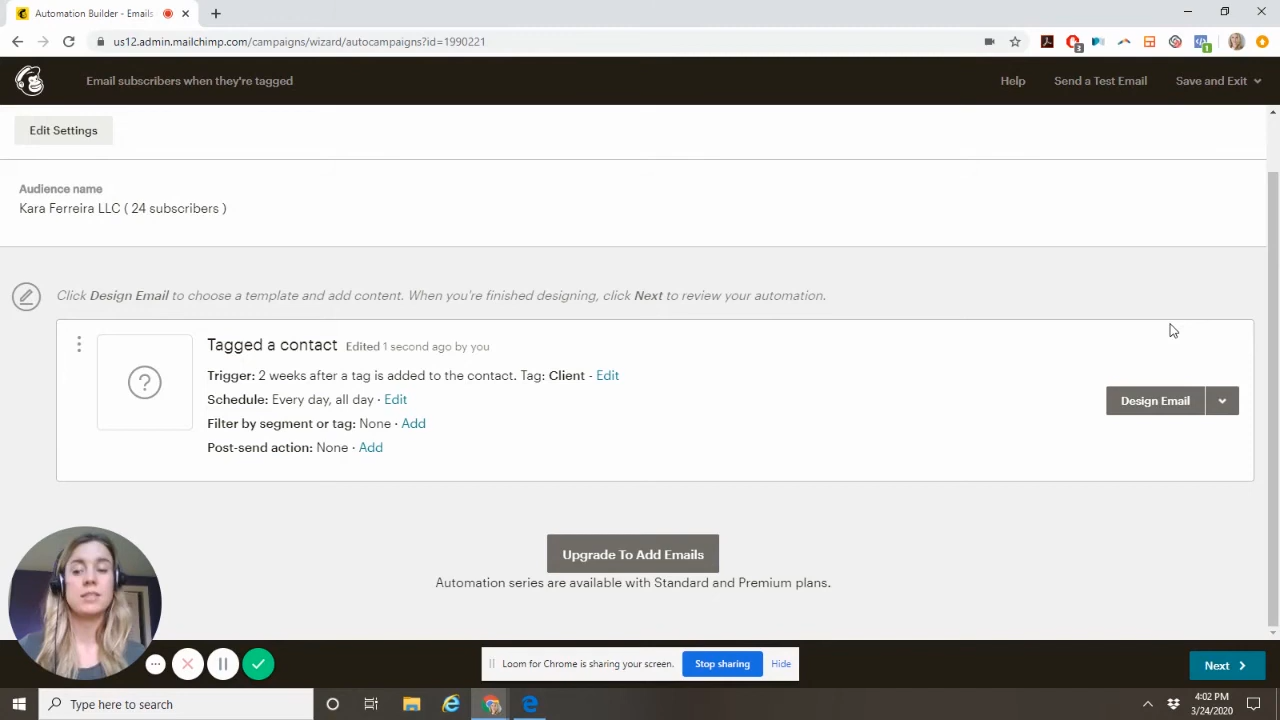 Automation Builder - Emails
us12.admin.mailchimp.com/campaigns/wizard/autocampaigns?id=1990221
3
1
Email subscribers when they're tagged
Help
Send a Test Email
Save and Exit
Edit Settings
Audience name
Kara Ferreira LLC ( 24 subscribers )
Click Design Email to choose a template and add content. When you're finished designing, click Next to review your automation.
Tagged a contact Edited 1 second ago by you
?
Trigger: 2 weeks after a tag is added to the contact. Tag: Client - Edit
Schedule: Every day, all day · Edit
Design Email
Filter by segment or tag: None · Add
Post-send action: None · Add
Upgrade To Add Emails
Automation series are available with Standard and Premium plans.
Loom for Chrome is sharing your screen.
Stop sharing
Hide
Next
Type here to search
4:02 PM
3/24/2020